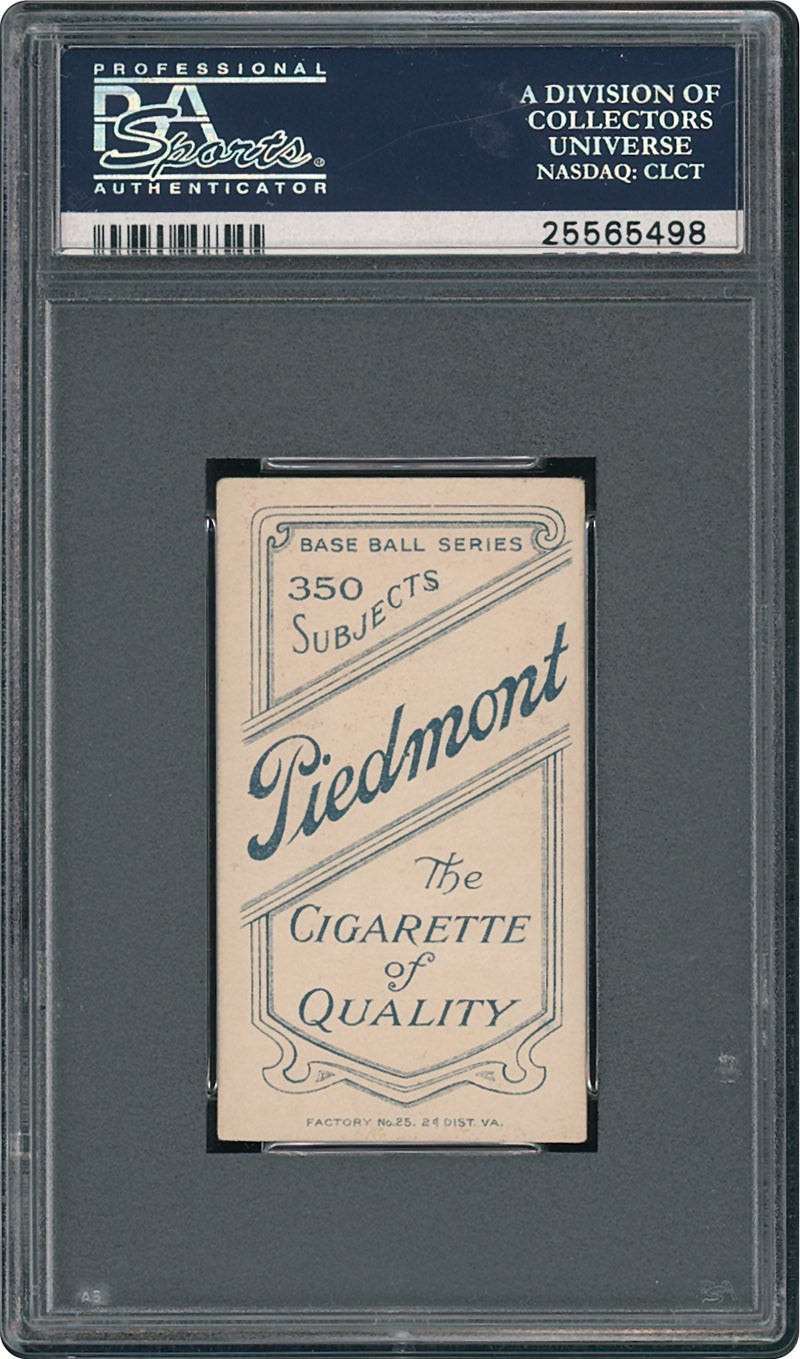 PROFESSIONAL
PSA
Sports®
AUTHENTICATOR
A DIVISION OF
COLLECTORS
UNIVERSE
NASDAQ: CLCT
25565498
BASE BALL SERIES
350
SUBJECTS
Piedmont
The
CIGARETTE
of
QUALITY
FACTORY No.25, 2d DIST. VA.
PSA